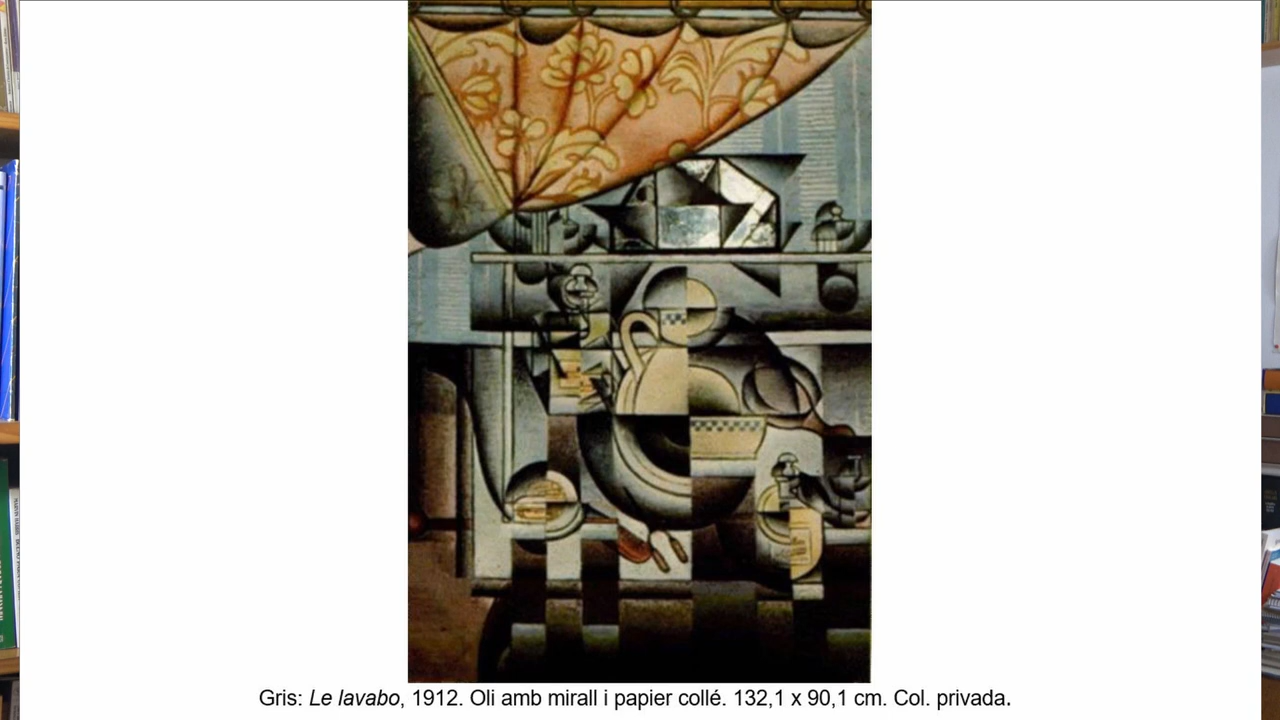 Gris: Le lavabo, 1912. Oli amb mirall i papier collé. 132,1 x 90,1 cm. Col. privada.